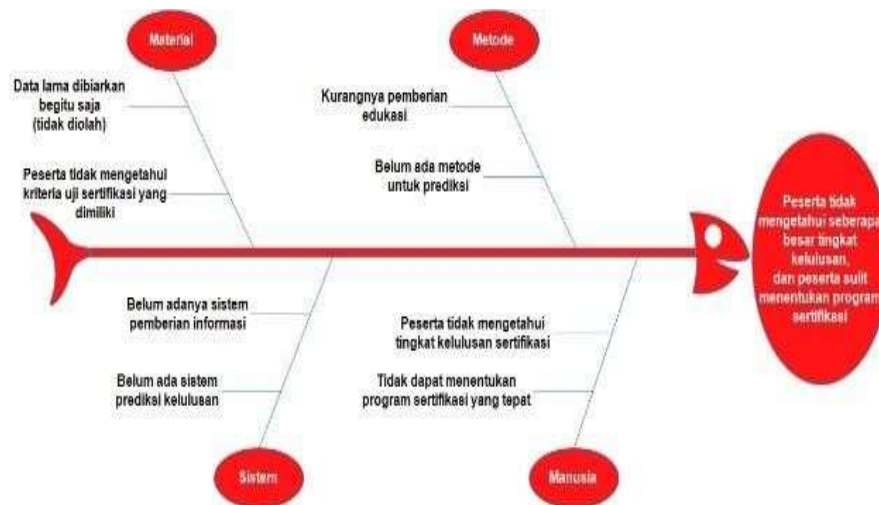 Material
Metode
Data lama dibiarkan
begitu saja
(tidak diolah)
Kurangnya pemberian
edukasi
Peserta tidak mengetahui
kriteria uji sertifikasi yang
dimiliki
Belum ada metode
untuk prediksi
Peserta tidak
mengetahui seberapa
besar tingkat
kelulusan,
dan peserta sulit
menentukan program
sertifikasi
Belum adanya sistem
pemberian informasi
Peserta tidak mengetahui
tingkat kelulusan sertifikasi
Belum ada sistem
prediksi kelulusan
Tidak dapat menentukan
program sertifikasi yang tepat
Sistem
Manusia